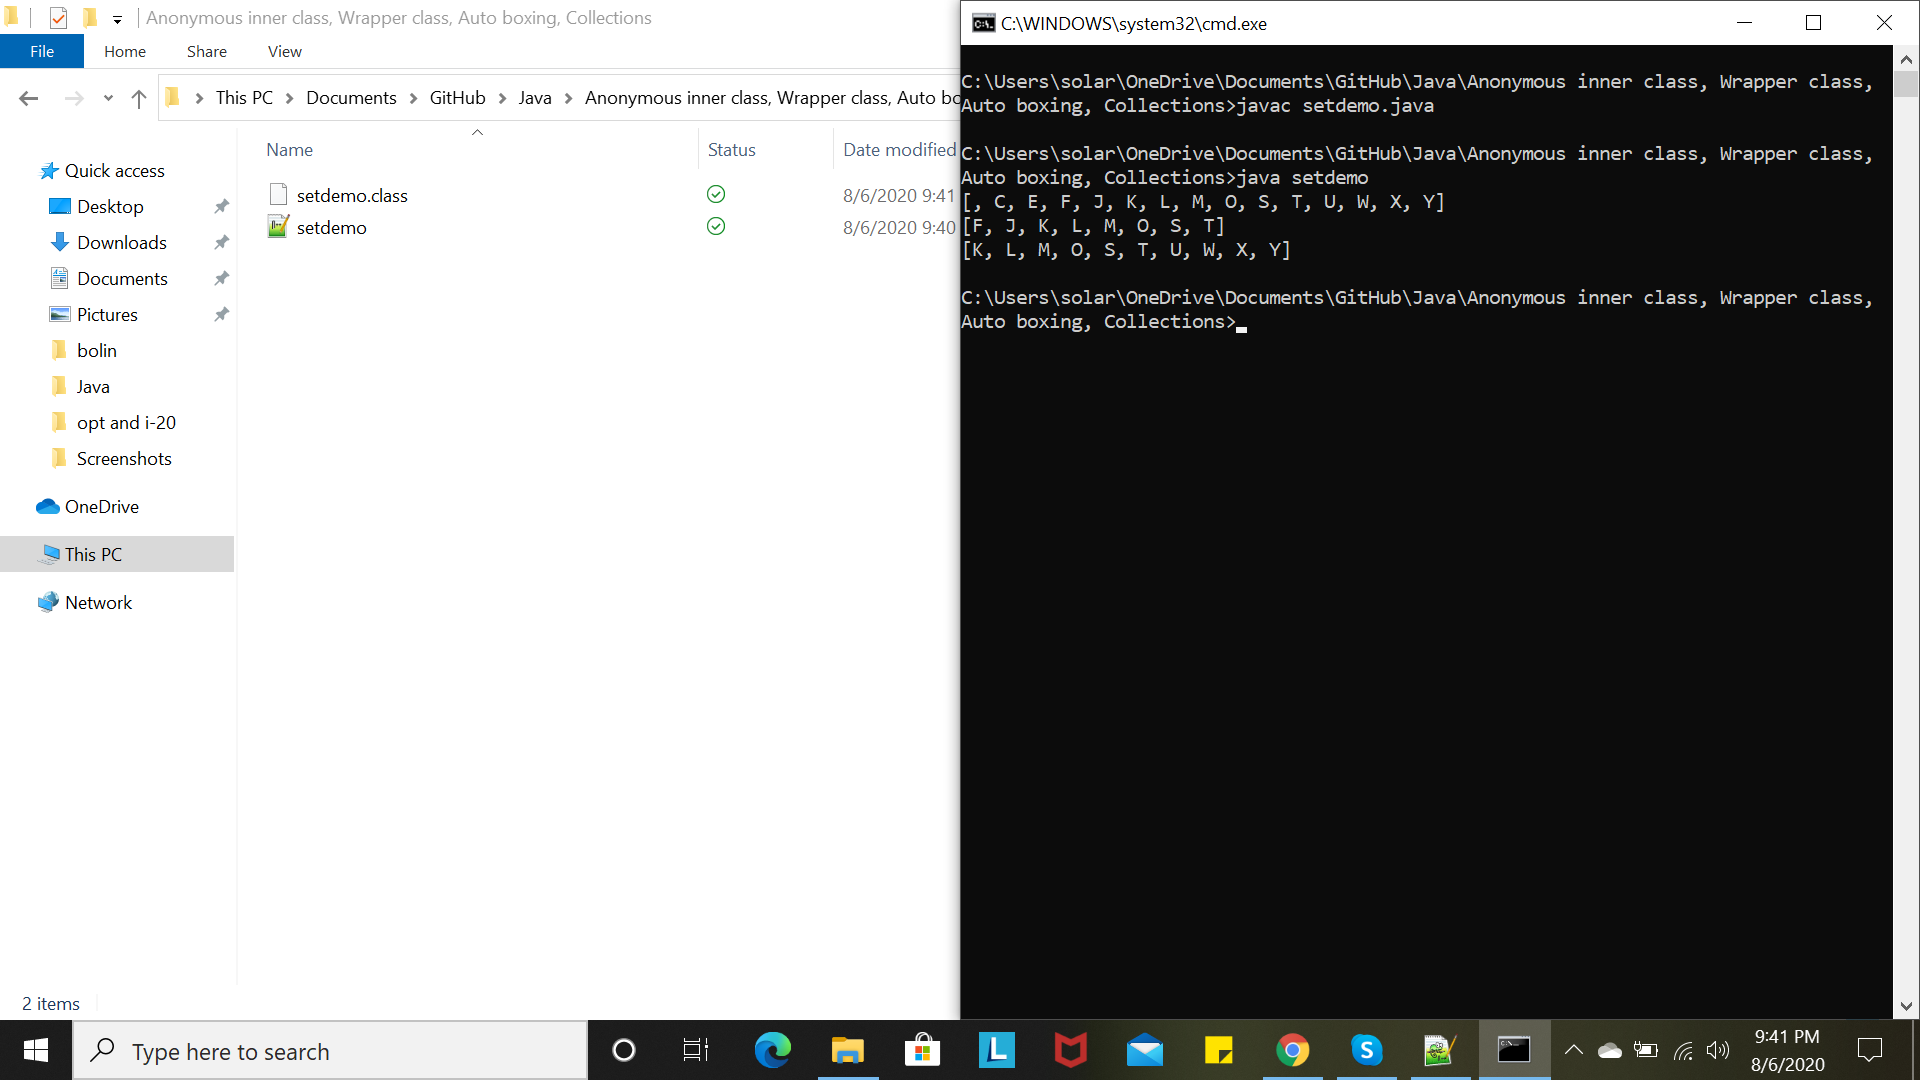 Anonymous inner class, Wrapper class, Auto boxing, Collections
File Home Share View
This PC Documents GitHub Java Anonymous inner class, Wrapper class, Auto bo
Name Status Date modified
Quick access
Desktop
Downloads
Documents
Pictures
bolin
Java
opt and i-20
Screenshots
OneDrive
This PC
Network
setdemo.class 8/6/2020 9:41
setdemo 8/6/2020 9:40
2 items
C:\WINDOWS\system32\cmd.exe
C:\Users\solar\OneDrive\Documents\GitHub\Java\Anonymous inner class, Wrapper class,
Auto boxing, Collections>javac setdemo.java
C:\Users\solar\OneDrive\Documents\GitHub\Java\Anonymous inner class, Wrapper class,
Auto boxing, Collections>java setdemo
[, C, E, F, J, K, L, M, O, S, T, U, W, X, Y]
[F, J, K, L, M, O, S, T]
[K, L, M, O, S, T, U, W, X, Y]
C:\Users\solar\OneDrive\Documents\GitHub\Java\Anonymous inner class, Wrapper class,
Auto boxing, Collections>
Type here to search
9:41 PM
8/6/2020